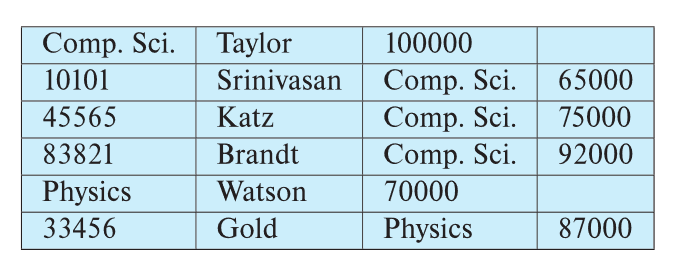 Comp. Sci. Taylor 100000
10101 Srinivasan Comp. Sci. 65000
45565 Katz Comp. Sci. 75000
83821 Brandt Comp. Sci. 92000
Physics Watson 70000
33456 Gold Physics 87000